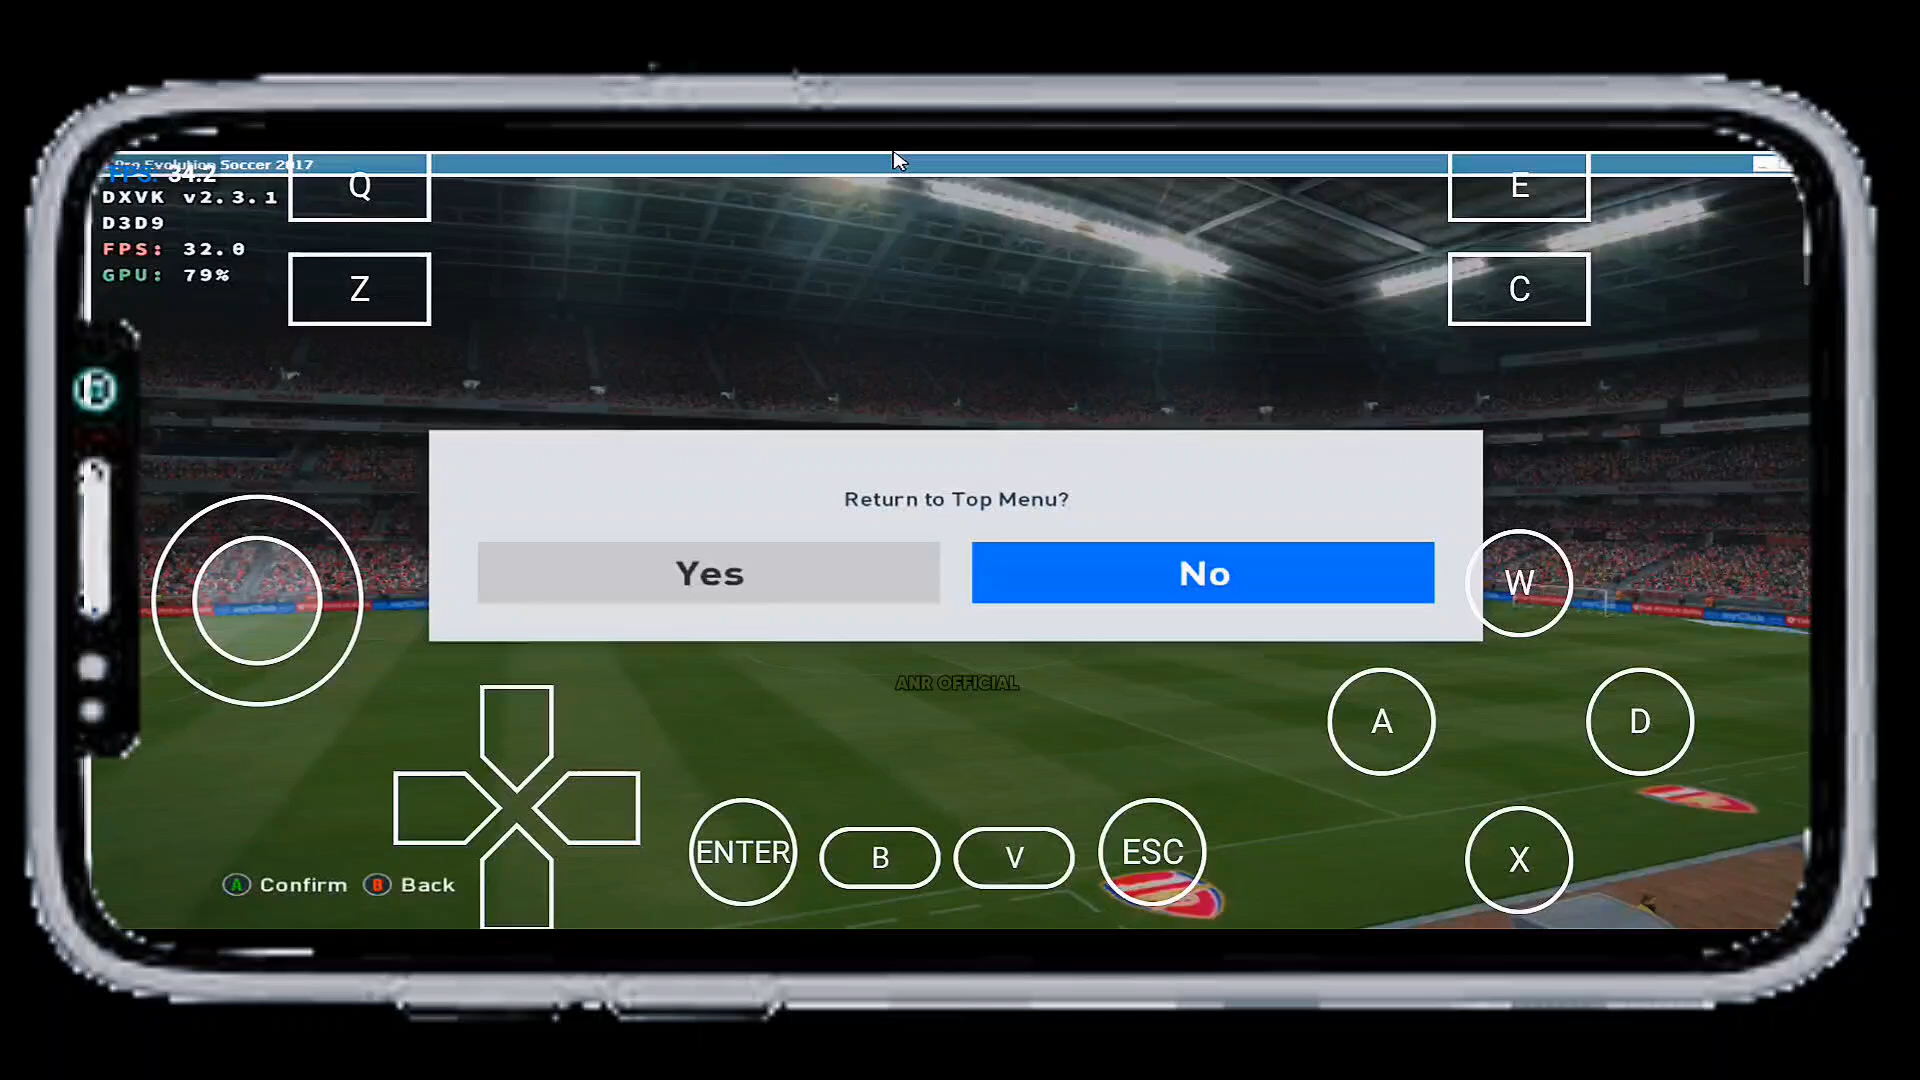 Pro Evolution Soccer 2017
FPS: 34.2
DXVK v2.3.1
D3D9
FPS: 32.0
GPU: 79%
Q
E
Z
C
Return to Top Menu?
Yes
No
W
ANR OFFICIAL
A
D
ENTER
B
V
ESC
X
A Confirm B Back